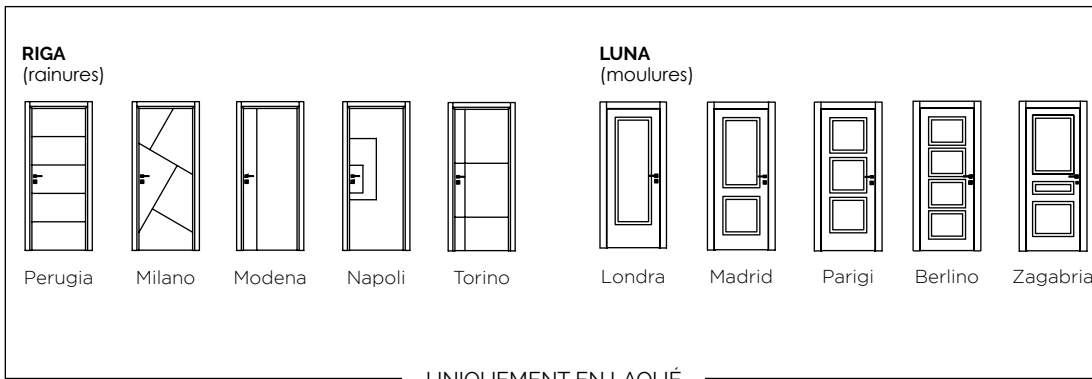 RIGA
(rainures)
LUNA
(moulures)
Perugia Milano Modena Napoli Torino Londra Madrid Parigi Berlino Zagabria
UNIQUEMENT EN LAQUÉ